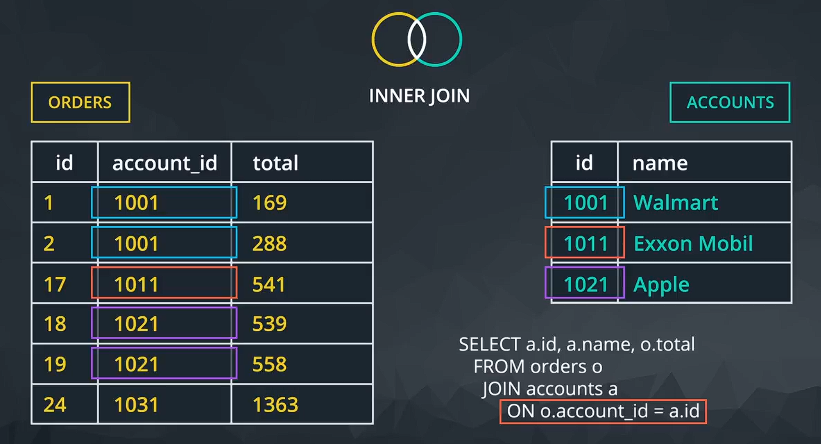 INNER JOIN
ORDERS
id account_id total
1 1001 169
2 1001 288
17 1011 541
18 1021 539
19 1021 558
24 1031 1363
ACCOUNTS
id name
1001 Walmart
1011 Exxon Mobil
1021 Apple
SELECT a.id, a.name, o.total
FROM orders o
JOIN accounts a
ON o.account_id = a.id